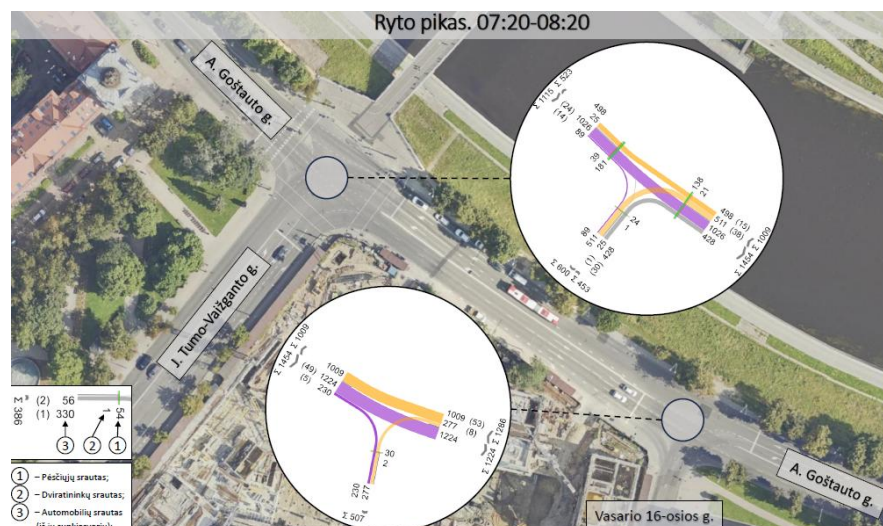 Ryto pikas. 07:20-08:20
A. Goštauto g.
J. Tumo-Vaižganto g.
Σ 1115 Σ 523
(24) 1026
(14) 89
498
25
39
181
138
21
498 (15)
511 (38)
1026
428
Σ 1454 Σ 1009
89
511
25
(1)
428
(30)
24
1
Σ 600 Σ 453
Σ 1454 Σ 1009
1009
(49) 1224
(5) 230
1009 (53)
277 (8)
1224
Σ 1224 Σ 1286
30
2
230
277
Σ 507
Σ 386
(2) 56
(1) 330
1
54
3 2 1
1 – Pėsčiųjų srautas;
2 – Dviratininkų srautas;
3 – Automobilių srautas
Vasario 16-osios g.
A. Goštauto g.